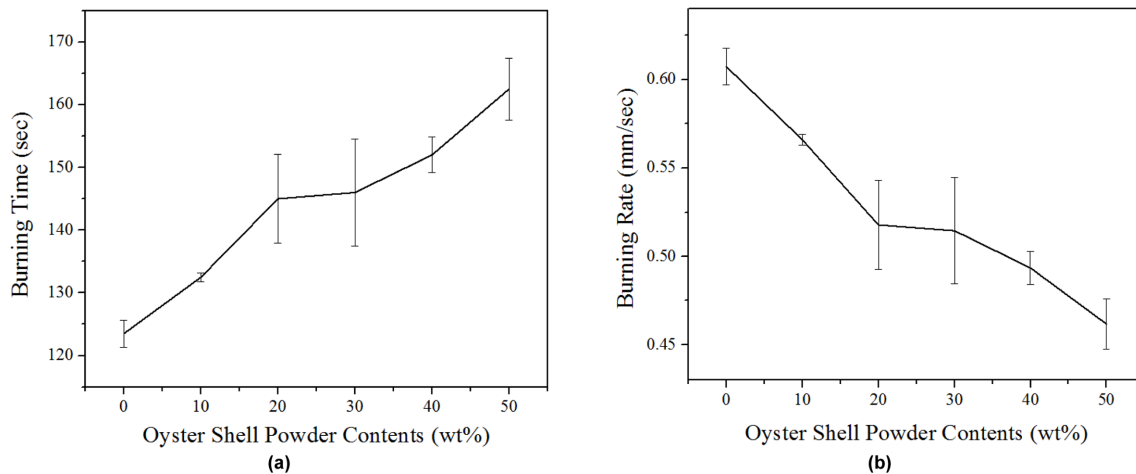 170
160
150
140
130
120
Burning Time (sec)
0 10 20 30 40 50
Oyster Shell Powder Contents (wt%)
(a)
0.60
0.55
0.50
0.45
Burning Rate (mm/sec)
0 10 20 30 40 50
Oyster Shell Powder Contents (wt%)
(b)